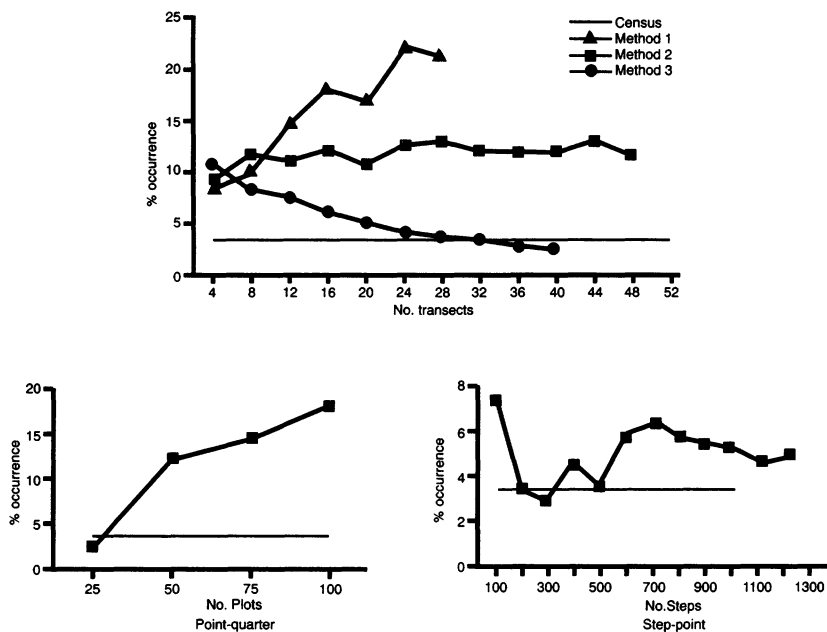 25
20
15
10
5
0
% occurrence
Census
Method 1
Method 2
Method 3
4 8 12 16 20 24 28 32 36 40 44 48 52
No. transects
20
15
10
5
0
% occurrence
25 50 75 100
No. Plots
Point-quarter
8
6
4
2
0
% occurrence
100 300 500 700 900 1100 1300
No.Steps
Step-point